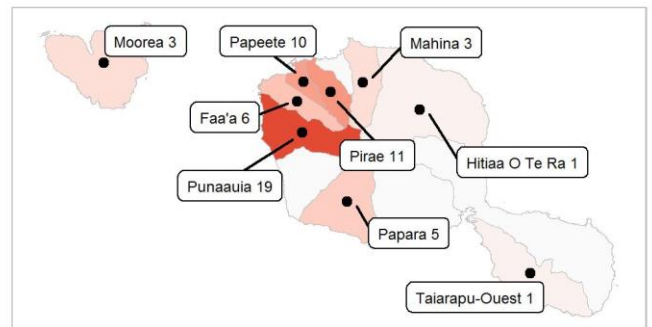 Moorea 3
Papeete 10
Mahina 3
Faa'a 6
Pirae 11
Hitiaa O Te Ra 1
Punaauia 19
Papara 5
Taiarapu-Ouest 1